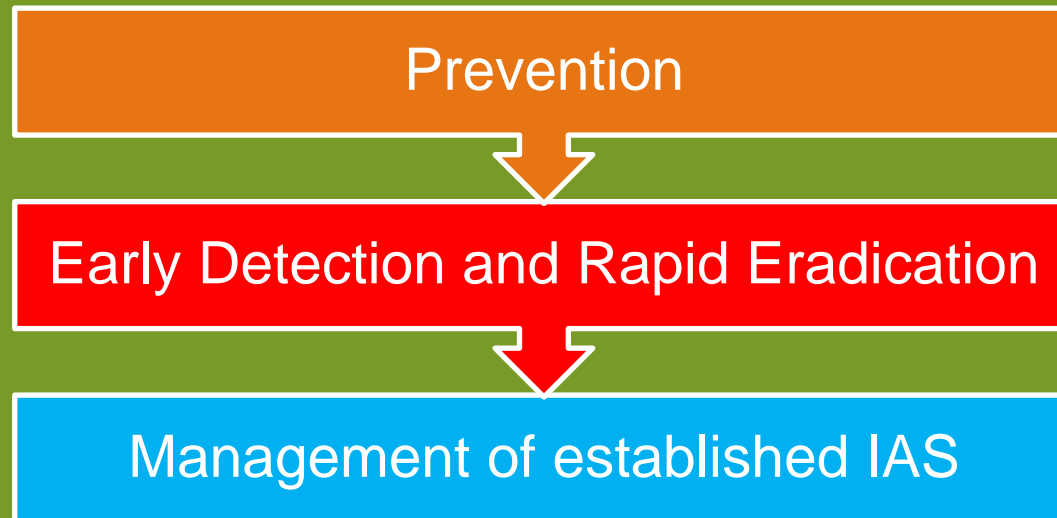 Prevention
Early Detection and Rapid Eradication
Management of established IAS